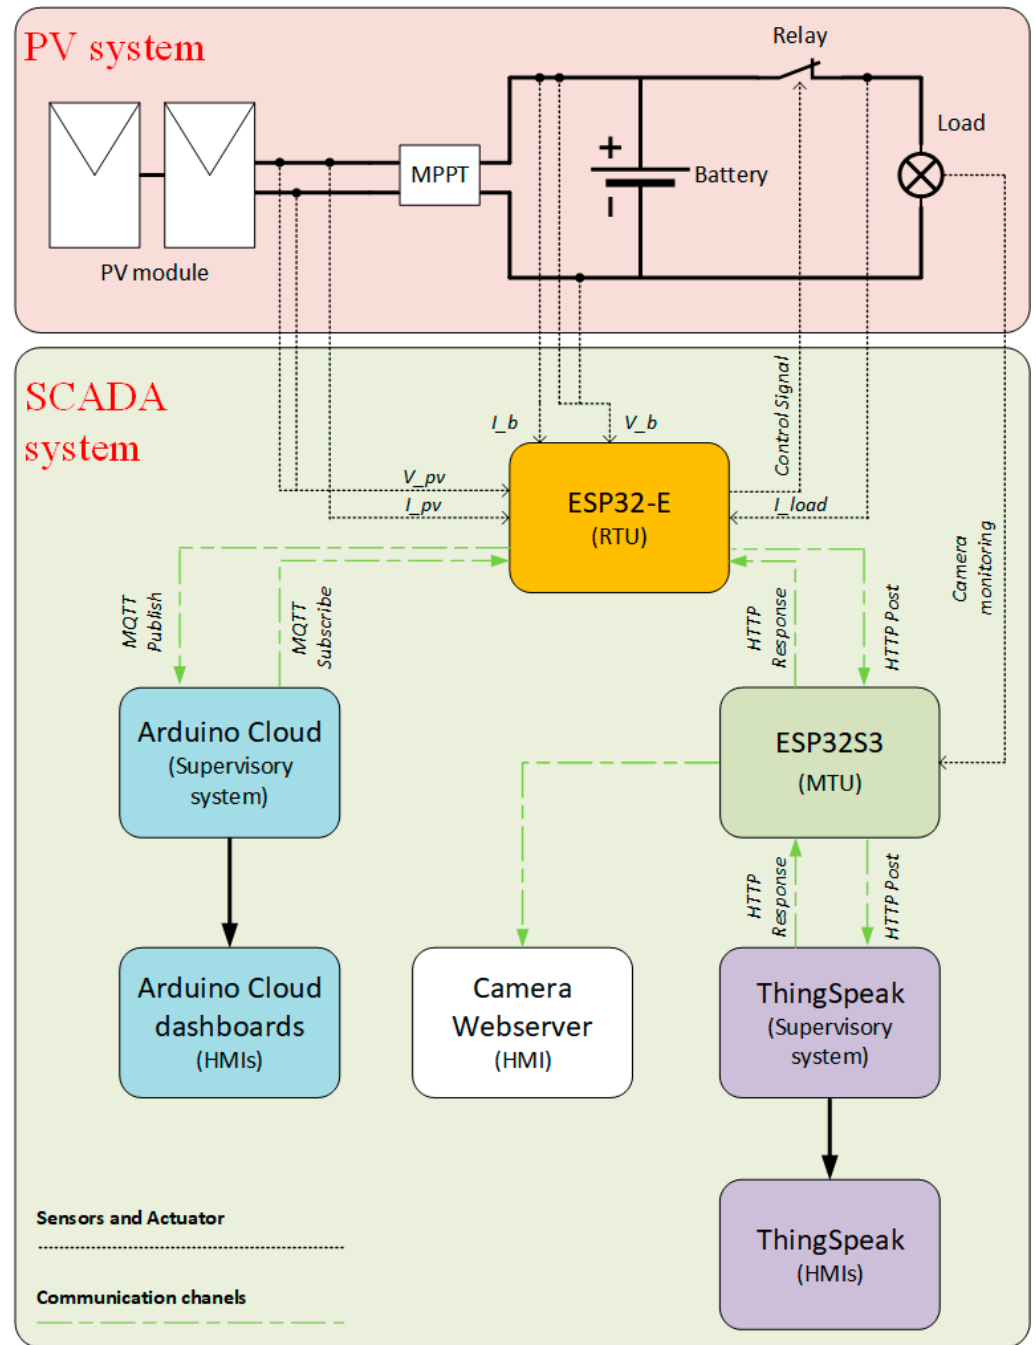 PV system
Relay
Load
MPPT
Battery
PV module
SCADA
system
I_b
V_b
Control Signal
V_pv
I_pv
ESP32-E
(RTU)
I_load
Camera
monitoring
MQTT
Publish
MQTT
Subscribe
HTTP
Response
HTTP Post
Arduino Cloud
(Supervisory
system)
ESP32S3
(MTU)
HTTP
Response
HTTP Post
Arduino Cloud
dashboards
(HMIs)
Camera
Webserver
(HMI)
ThingSpeak
(Supervisory
system)
Sensors and Actuator
Communication chanels
ThingSpeak
(HMIs)